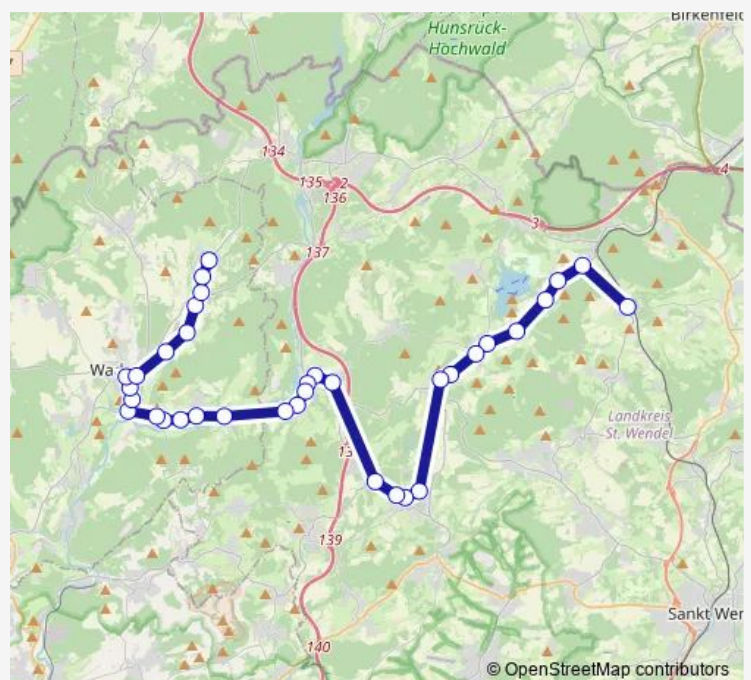 Birkenfeld
Hunsrück-
Hochwald
134
135
2
136
4
3
137
Wa
Landkreis
St. Wendel
13
139
Sankt Wen
140
© OpenStreetMap contributors